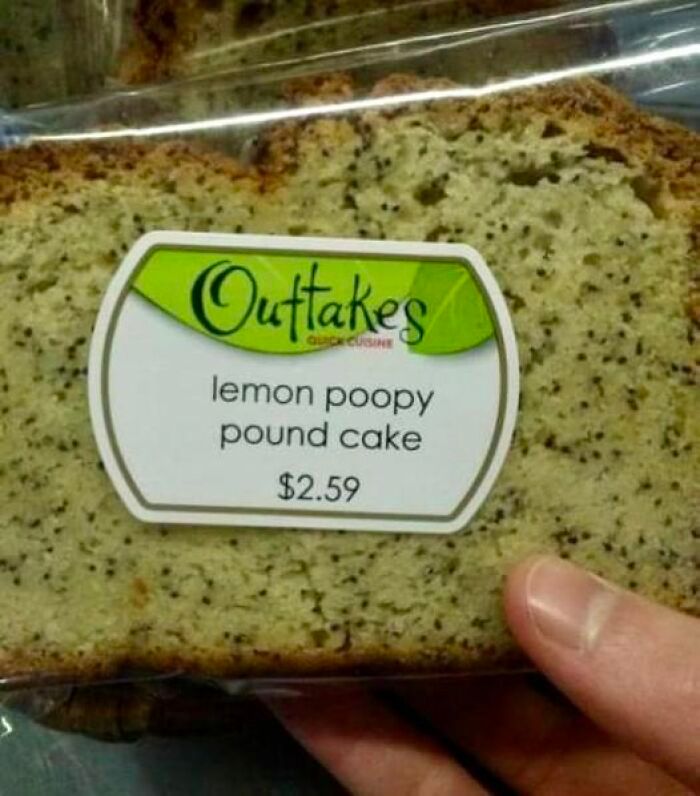 Outtakes
QUICK CUISINE
lemon poopy
pound cake
$2.59